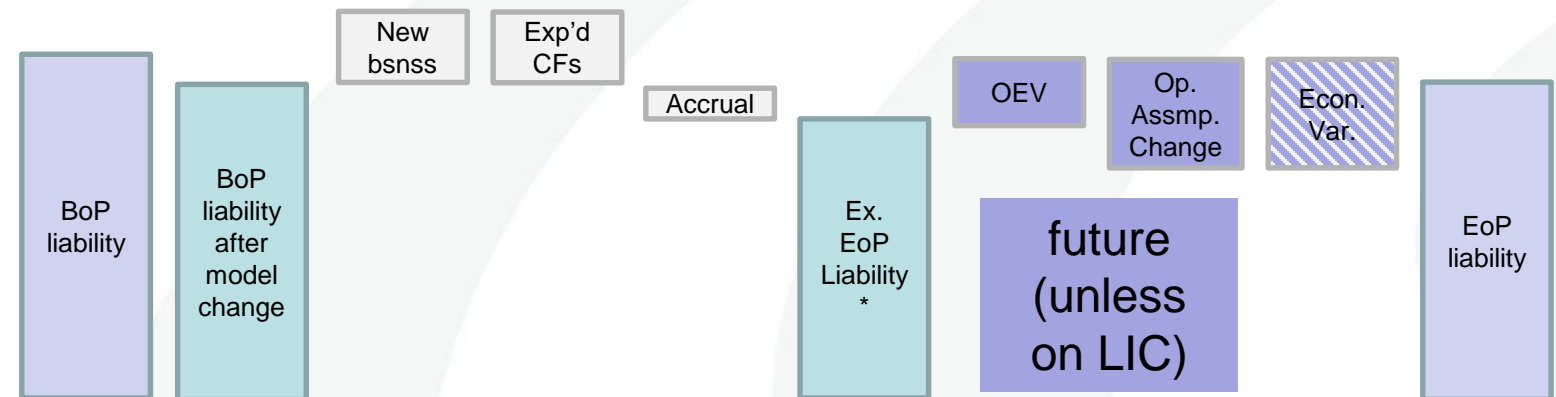 BoP
liability
BoP
liability
after
model
change
New
bsnss
Exp’d
CFs
Accrual
Ex.
EoP
Liability
*
OEV
Op.
Assmp.
Change
Econ.
Var.
future
(unless
on LIC)
EoP
liability